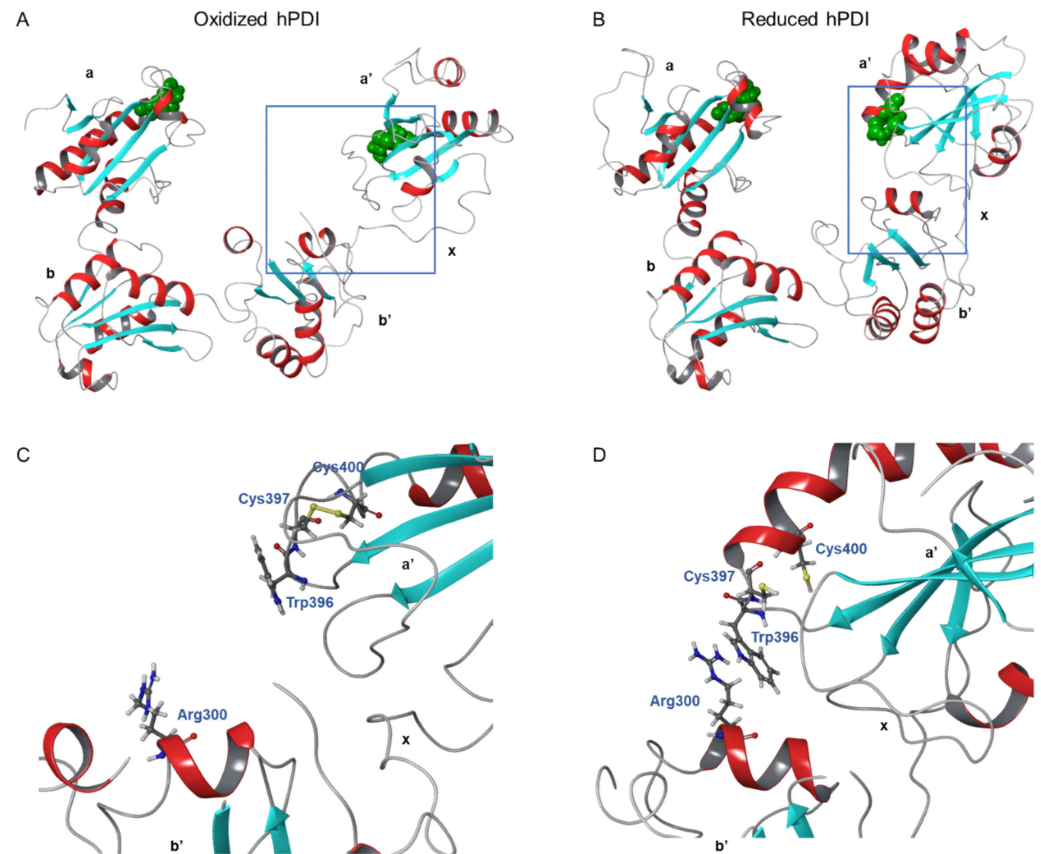 A
Oxidized hPDI
B
Reduced hPDI
a
a'
x
b
b'
a
a'
x
b
b'
C
Cys400
Cys397
a'
Trp396
Arg300
x
b'
D
Cys400
a'
Cys397
Trp396
Arg300
x
b'